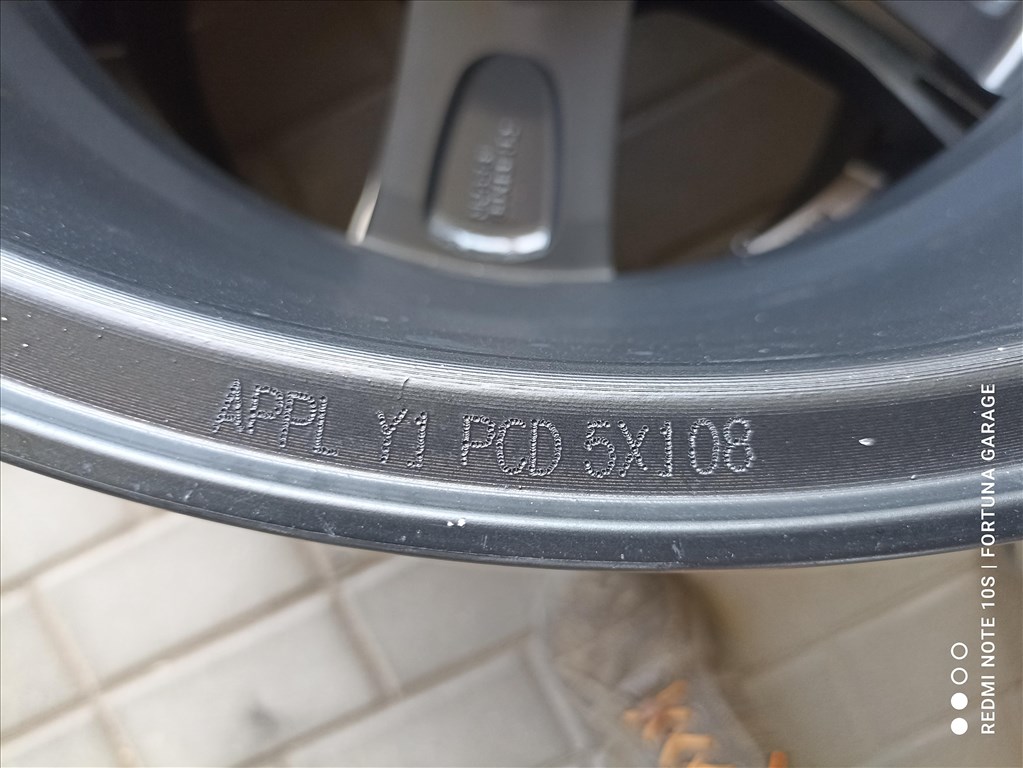 APPL Y1 PCD 5X108
REDMI NOTE 10S | FORTUNA GARAGE